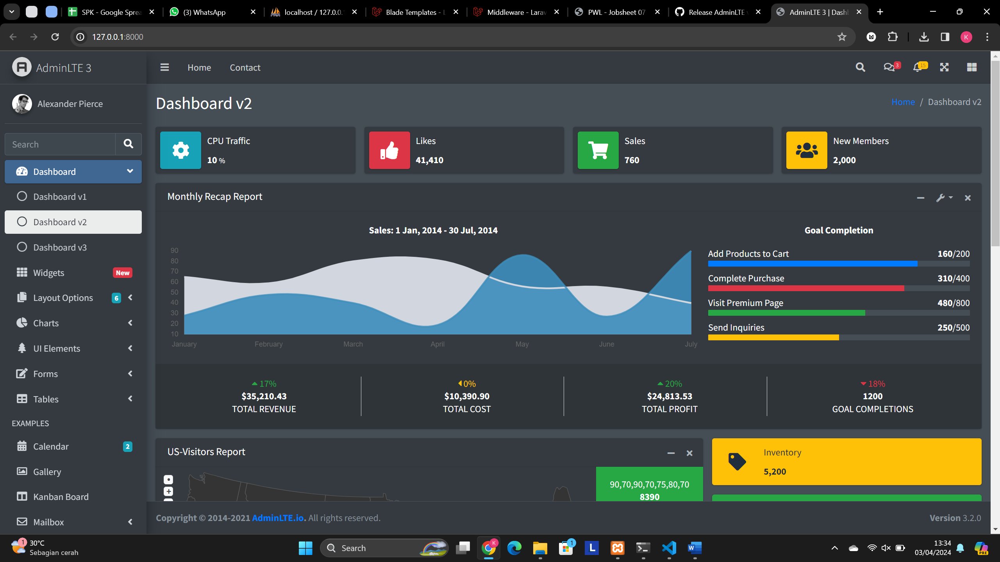 SPK - Google Sprea
(3) WhatsApp
localhost / 127.0.0.
Blade Templates - L
Middleware - Larav
PWL - Jobsheet 07
Release AdminLTE v
AdminLTE 3 | Dashb
127.0.0.1:8000
K
AdminLTE 3
Home
Contact
3
15
Alexander Pierce
Dashboard v2
Home / Dashboard v2
Search
CPU Traffic
10 %
Likes
41,410
Sales
760
New Members
2,000
Dashboard
Dashboard v1
Dashboard v2
Dashboard v3
Widgets
New
Layout Options
6
Charts
UI Elements
Forms
Tables
EXAMPLES
Calendar
2
Gallery
Kanban Board
Mailbox
Monthly Recap Report
Sales: 1 Jan, 2014 - 30 Jul, 2014
90
80
70
60
50
40
30
20
10
January
February
March
April
May
June
July
Goal Completion
Add Products to Cart
160/200
Complete Purchase
310/400
Visit Premium Page
480/800
Send Inquiries
250/500
17%
$35,210.43
TOTAL REVENUE
0%
$10,390.90
TOTAL COST
20%
$24,813.53
TOTAL PROFIT
18%
1200
GOAL COMPLETIONS
US-Visitors Report
+
90,70,90,70,75,80,70
8390
Inventory
5,200
Copyright © 2014-2021 AdminLTE.io. All rights reserved.
Version 3.2.0
1
30°C
Sebagian cerah
Search
K
1
L
W
13:34
03/04/2024
PRE